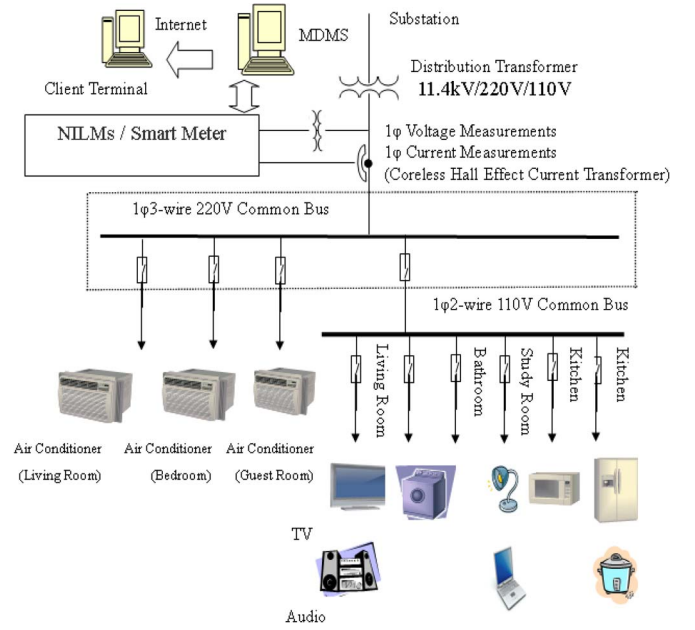 Internet
MDMS
Substation
Client Terminal
Distribution Transformer
11.4kV/220V/110V
NILMs / Smart Meter
1φ Voltage Measurements
1φ Current Measurements
(Coreless Hall Effect Current Transformer)
1φ3-wire 220V Common Bus
1φ2-wire 110V Common Bus
Living Room
Bathroom
Study Room
Kitchen
Kitchen
Air Conditioner
(Living Room)
Air Conditioner
(Bedroom)
Air Conditioner
(Guest Room)
TV
Audio